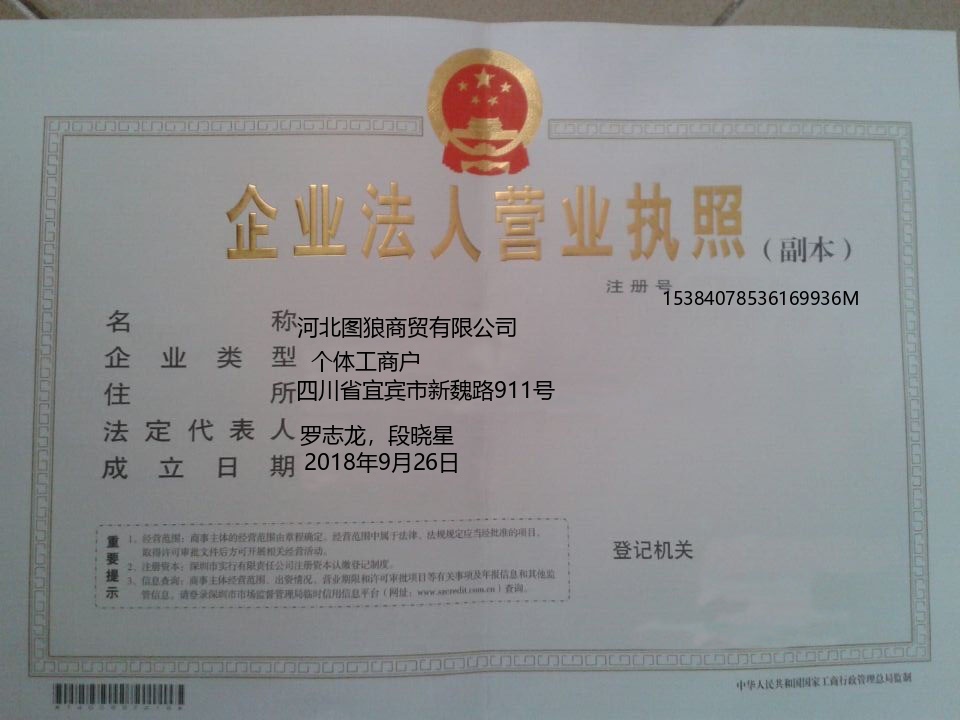 企业法人营业执照
（副本）
注册号 15384078536169936M
名称 河北图狼商贸有限公司
企业类型 个体工商户
住所 四川省宜宾市新魏路911号
法定代表人 罗志龙，段晓星
成立日期 2018年9月26日
重要提示
1、经营范围：商事主体的经营范围由章程确定。经营范围中属于法律、法规规定应当经批准的项目，
取得许可审批文件后方可开展相关经营活动。
2、注册资本：深圳市实行有限责任公司注册资本认缴登记制度。
3、信息查询：商事主体经营范围、出资情况、营业期限和许可审批项目等有关事项及年报信息和其他监
管信息，请登录深圳市市场监督管理局临时信用信息平台（网址：www.szcredit.com.cn）查询。
登记机关
中华人民共和国国家工商行政管理总局监制